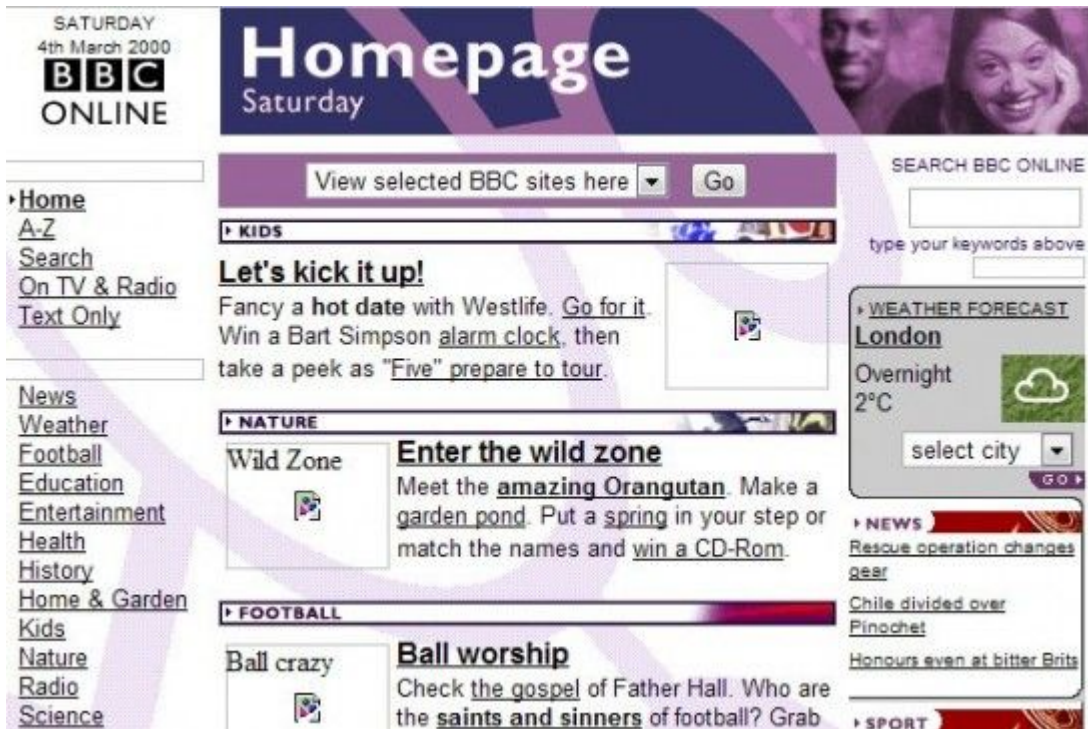 SATURDAY
4th March 2000
BBC
ONLINE
Homepage
Saturday
Home
A-Z
Search
On TV & Radio
Text Only
News
Weather
Football
Education
Entertainment
Health
History
Home & Garden
Kids
Nature
Radio
Science
View selected BBC sites here
Go
KIDS
Let's kick it up!
Fancy a hot date with Westlife. Go for it.
Win a Bart Simpson alarm clock, then
take a peek as "Five" prepare to tour.
NATURE
Wild Zone
Enter the wild zone
Meet the amazing Orangutan. Make a
garden pond. Put a spring in your step or
match the names and win a CD-Rom.
FOOTBALL
Ball crazy
Ball worship
Check the gospel of Father Hall. Who are
the saints and sinners of football? Grab
SEARCH BBC ONLINE
type your keywords above
WEATHER FORECAST
London
Overnight
2°C
select city
GO
NEWS
Rescue operation changes
gear
Chile divided over
Pinochet
Honours even at bitter Brits
SPORT